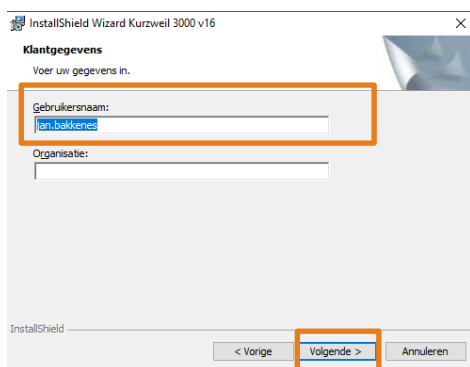 InstallShield Wizard Kurzweil 3000 v16
Klantgegevens
Voer uw gegevens in.
Gebruikersnaam:
jan.bakkenes
Organisatie:
InstallShield
< Vorige Volgende > Annuleren